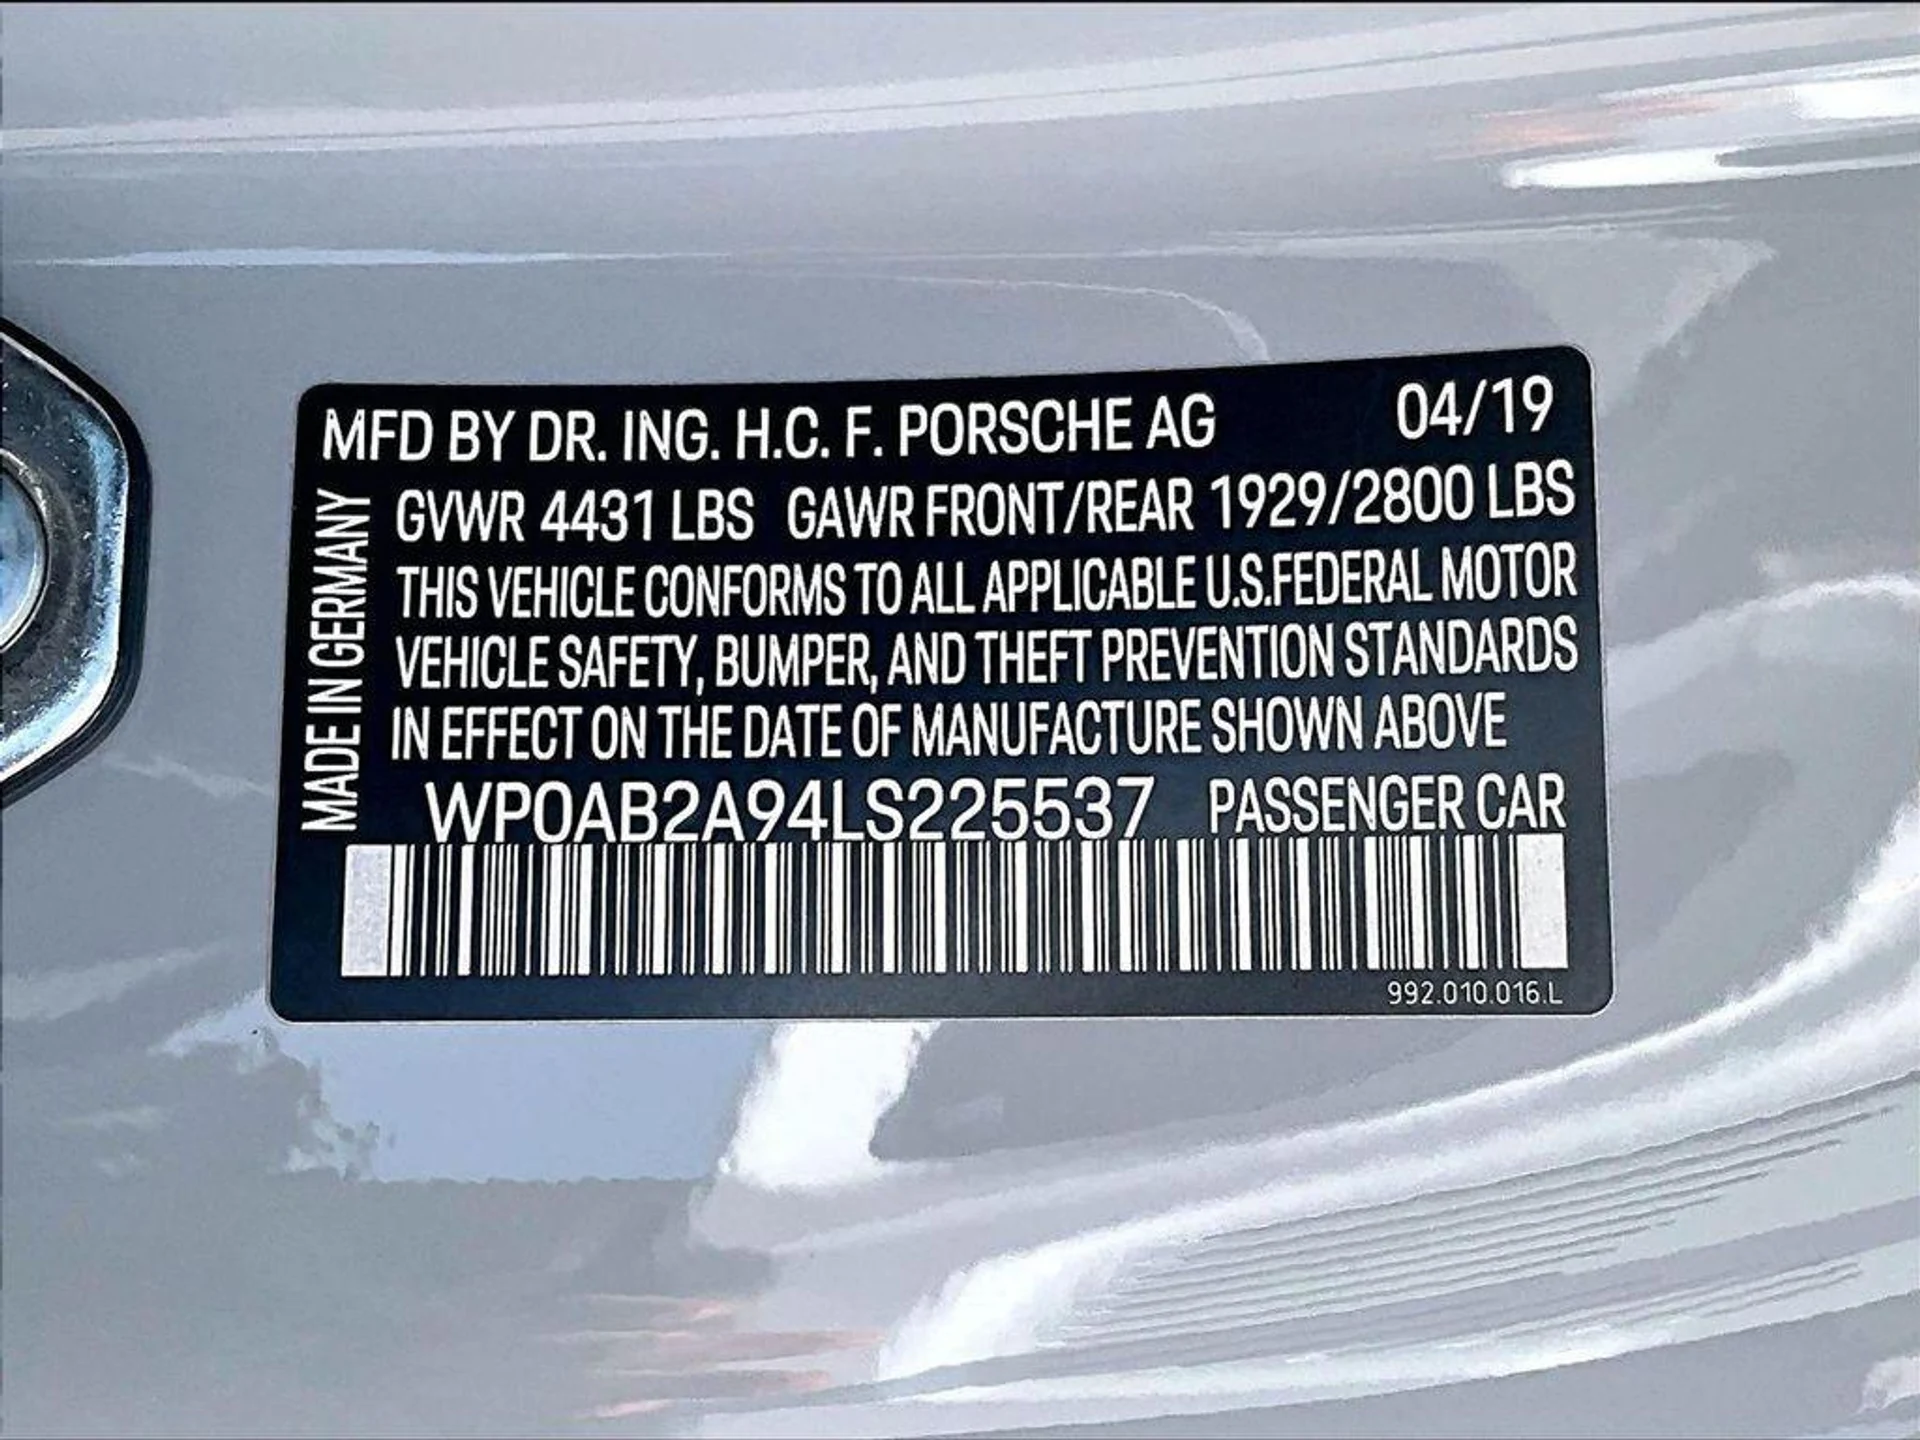 MFD BY DR. ING. H.C. F. PORSCHE AG 04/19
GVWR 4431 LBS GAWR FRONT/REAR 1929/2800 LBS
THIS VEHICLE CONFORMS TO ALL APPLICABLE U.S.FEDERAL MOTOR
VEHICLE SAFETY, BUMPER, AND THEFT PREVENTION STANDARDS
IN EFFECT ON THE DATE OF MANUFACTURE SHOWN ABOVE
MADE IN GERMANY
WP0AB2A94LS225537 PASSENGER CAR
992.010.016.L